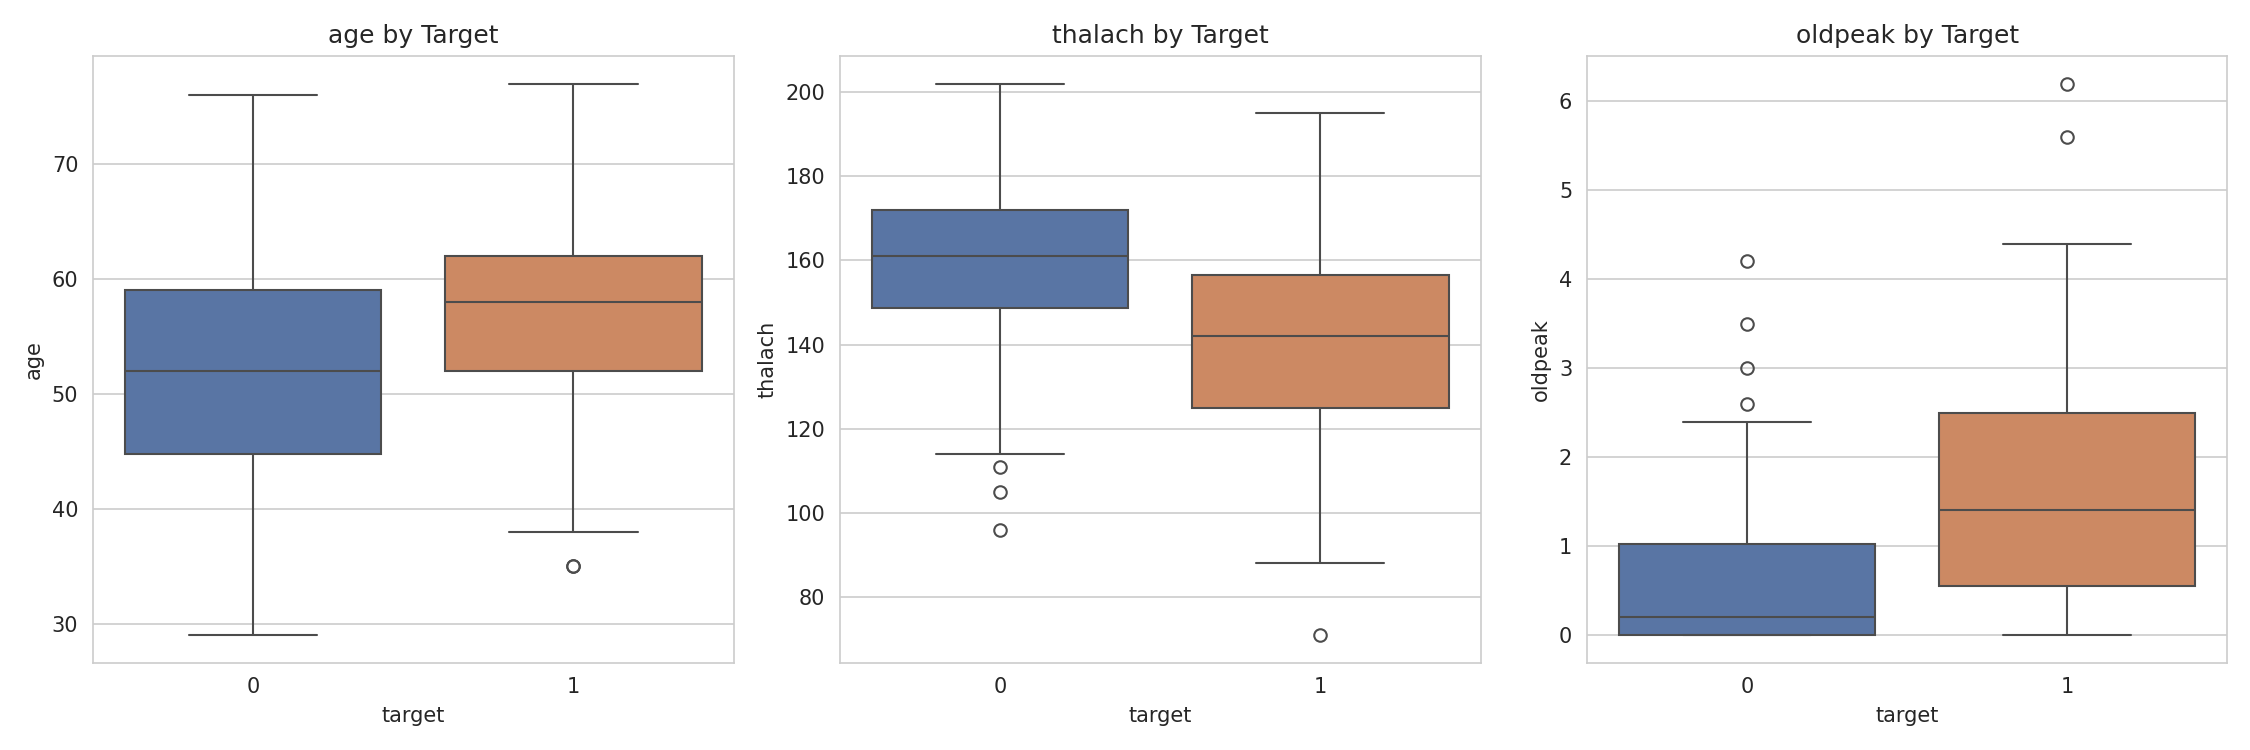 age by Target
70
60
50
40
30
age
0
1
target
thalach by Target
200
180
160
140
120
100
80
thalach
0
1
target
oldpeak by Target
6
5
4
3
2
1
0
oldpeak
0
1
target